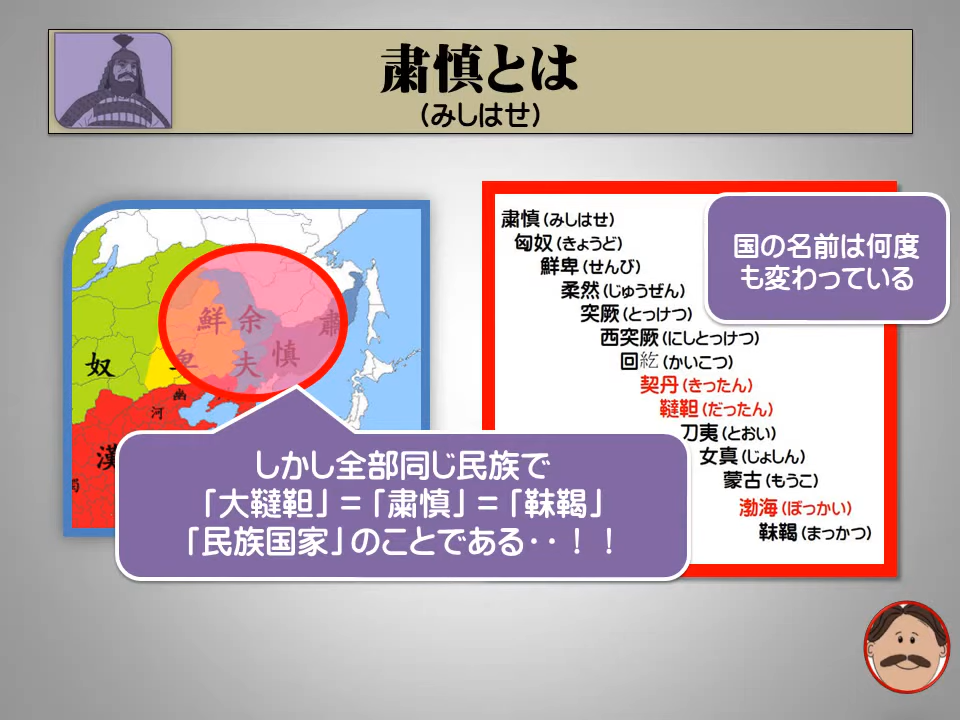 粛慎とは
(みしはせ)
鮮 余 粛
奴 卑 夫 慎
幽
河
漢
粛慎(みしはせ)
匈奴(きょうど)
鮮卑(せんび)
柔然(じゅうぜん)
突厥(とっけつ)
西突厥(にしとっけつ)
回紇(かいこつ)
契丹(きったん)
韃靼(だったん)
刀夷(とおい)
女真(じょしん)
蒙古(もうこ)
渤海(ぼっかい)
靺鞨(まっかつ)
国の名前は何度
も変わっている
しかし全部同じ民族で
「大韃靼」=「粛慎」=「靺鞨」
「民族国家」のことである‥!!